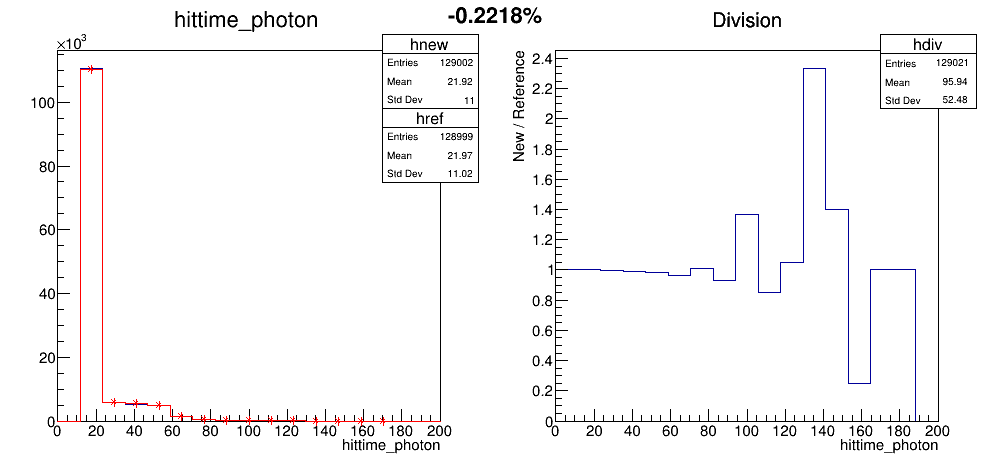 -0.2218%
hittime_photon
×10³
hnew
Entries 129002
Mean 21.92
Std Dev 11
href
Entries 128999
Mean 21.97
Std Dev 11.02
100
80
60
40
20
0
0 20 40 60 80 100 120 140 160 180 200
hittime_photon
Division
hdiv
Entries 129021
Mean 95.94
Std Dev 52.48
New / Reference
2.4
2.2
2
1.8
1.6
1.4
1.2
1
0.8
0.6
0.4
0.2
0
0 20 40 60 80 100 120 140 160 180 200
hittime_photon